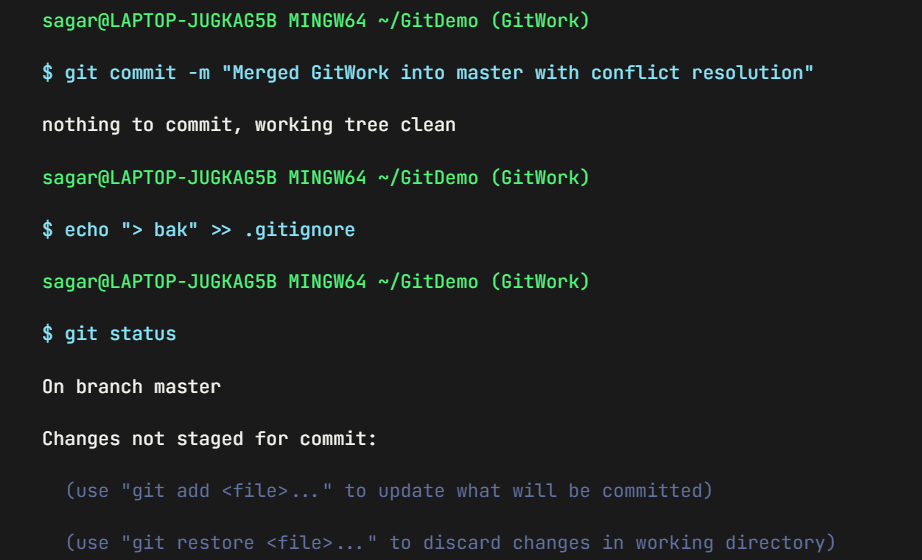 sagar@LAPTOP-JUGKAG5B MINGW64 ~/GitDemo (GitWork)
$ git commit -m "Merged GitWork into master with conflict resolution"
nothing to commit, working tree clean
sagar@LAPTOP-JUGKAG5B MINGW64 ~/GitDemo (GitWork)
$ echo "> bak" >> .gitignore
sagar@LAPTOP-JUGKAG5B MINGW64 ~/GitDemo (GitWork)
$ git status
On branch master
Changes not staged for commit:
(use "git add <file>..." to update what will be committed)
(use "git restore <file>..." to discard changes in working directory)